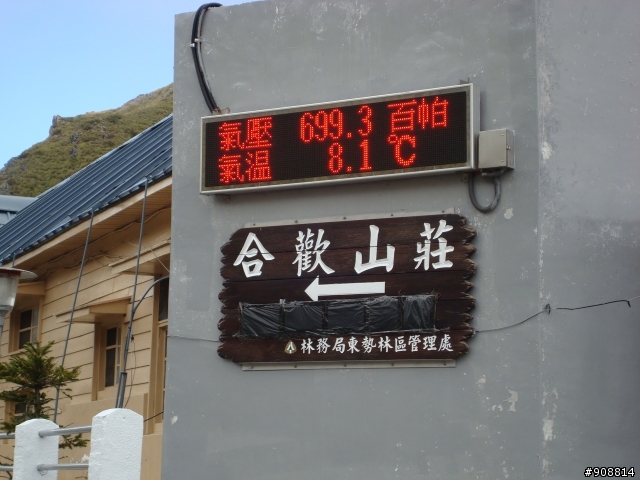 氣壓 699.3 百帕
氣溫 8.1 ℃
合歡山莊
林務局東勢林區管理處
#908814